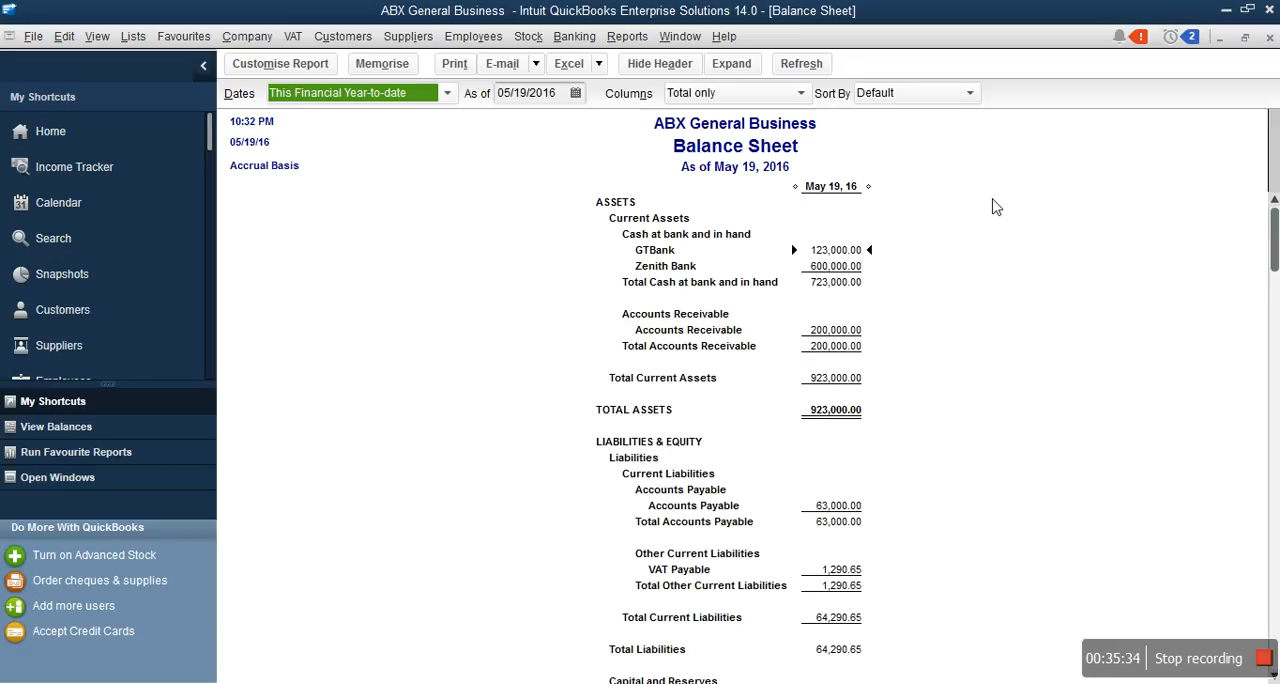 ABX General Business - Intuit QuickBooks Enterprise Solutions 14.0 - [Balance Sheet]
File Edit View Lists Favourites Company VAT Customers Suppliers Employees Stock Banking Reports Window Help ! 2
Customise Report Memorise Print E-mail Excel Hide Header Expand Refresh
Dates This Financial Year-to-date As of 05/19/2016 Columns Total only Sort By Default
My Shortcuts
Home
Income Tracker
31 Calendar
Search
Snapshots
Customers
Suppliers
Employees
My Shortcuts
View Balances
Run Favourite Reports
Open Windows
Do More With QuickBooks
Turn on Advanced Stock
Order cheques & supplies
Add more users
Accept Credit Cards
10:32 PM
05/19/16
Accrual Basis
ABX General Business
Balance Sheet
As of May 19, 2016
May 19, 16
ASSETS
Current Assets
Cash at bank and in hand
GTBank 123,000.00
Zenith Bank 600,000.00
Total Cash at bank and in hand 723,000.00
Accounts Receivable
Accounts Receivable 200,000.00
Total Accounts Receivable 200,000.00
Total Current Assets 923,000.00
TOTAL ASSETS 923,000.00
LIABILITIES & EQUITY
Liabilities
Current Liabilities
Accounts Payable
Accounts Payable 63,000.00
Total Accounts Payable 63,000.00
Other Current Liabilities
VAT Payable 1,290.65
Total Other Current Liabilities 1,290.65
Total Current Liabilities 64,290.65
Total Liabilities 64,290.65
Capital and Reserves
00:35:34 Stop recording